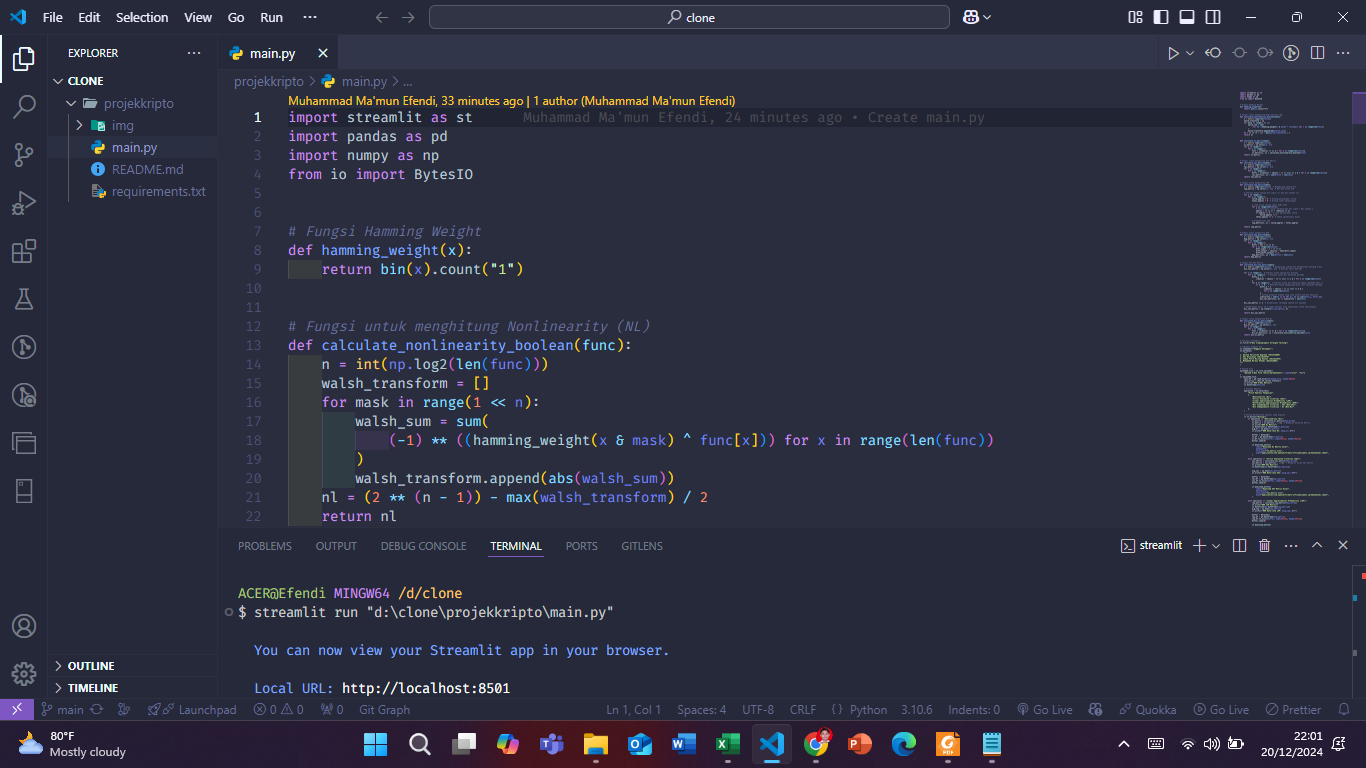 File Edit Selection View Go Run ···
clone
EXPLORER
main.py
CLONE
projekkripto
img
main.py
README.md
requirements.txt
OUTLINE
TIMELINE
projekkripto > main.py > ...
Muhammad Ma'mun Efendi, 33 minutes ago | 1 author (Muhammad Ma'mun Efendi)
1 import streamlit as st Muhammad Ma'mun Efendi, 24 minutes ago • Create main.py
2 import pandas as pd
3 import numpy as np
4 from io import BytesIO
5
6
7 # Fungsi Hamming Weight
8 def hamming_weight(x):
9 return bin(x).count("1")
10
11
12 # Fungsi untuk menghitung Nonlinearity (NL)
13 def calculate_nonlinearity_boolean(func):
14 n = int(np.log2(len(func)))
15 walsh_transform = []
16 for mask in range(1 << n):
17 walsh_sum = sum(
18 (-1) ** ((hamming_weight(x & mask) ^ func[x])) for x in range(len(func))
19 )
20 walsh_transform.append(abs(walsh_sum))
21 nl = (2 ** (n - 1)) - max(walsh_transform) / 2
22 return nl
PROBLEMS OUTPUT DEBUG CONSOLE TERMINAL PORTS GITLENS
streamlit
ACER@Efendi MINGW64 /d/clone
$ streamlit run "d:\clone\projekkripto\main.py"
You can now view your Streamlit app in your browser.
Local URL: http://localhost:8501
main Launchpad 0 0 0 Git Graph Ln 1, Col 1 Spaces: 4 UTF-8 CRLF {} Python 3.10.6 Indents: 0 Go Live Quokka Go Live Prettier
80°F
Mostly cloudy
22:01
20/12/2024